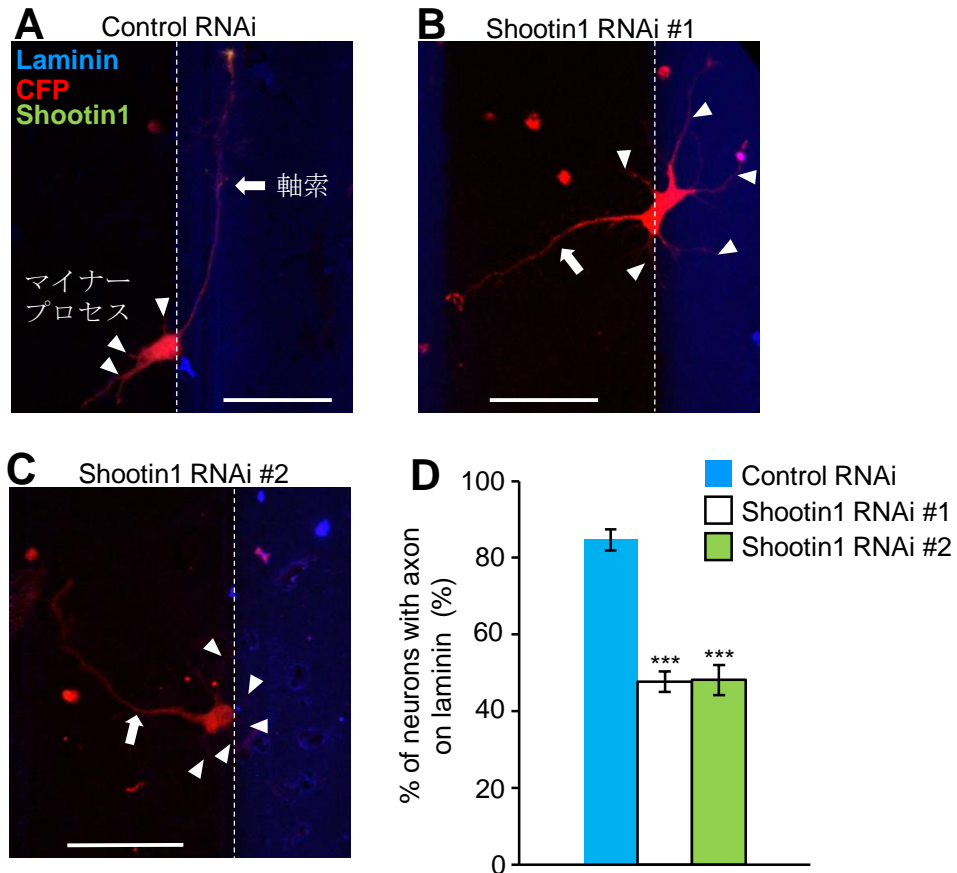 A
Control RNAi
Laminin
CFP
Shootin1
軸索
マイナー
プロセス
B
Shootin1 RNAi #1
C
Shootin1 RNAi #2
D
% of neurons with axon
on laminin (%)
100
80
60
40
20
0
***
***
Control RNAi
Shootin1 RNAi #1
Shootin1 RNAi #2